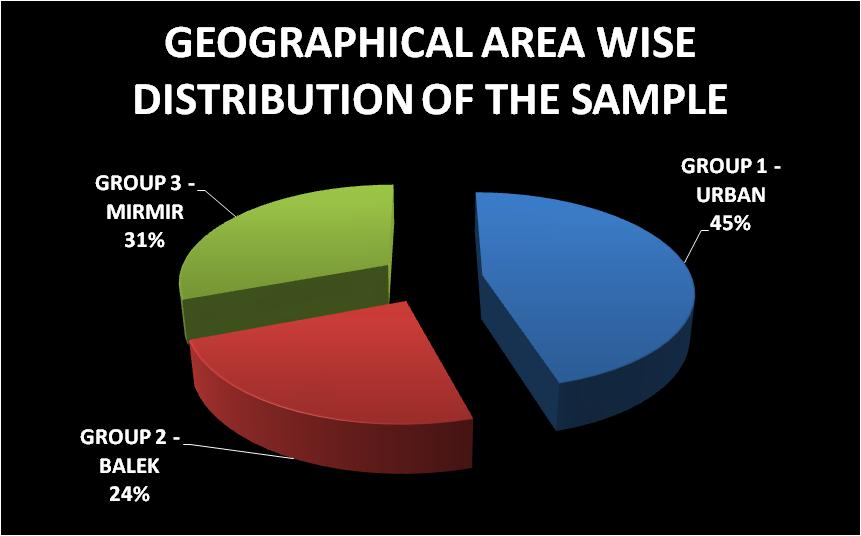 GEOGRAPHICAL AREA WISE
DISTRIBUTION OF THE SAMPLE
GROUP 1 -
URBAN
45%
GROUP 2 -
BALEK
24%
GROUP 3 -
MIRMIR
31%